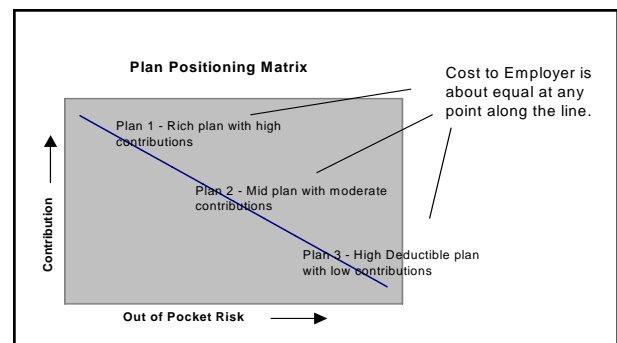 Plan Positioning Matrix
Cost to Employer is
about equal at any
point along the line.
Plan 1 - Rich plan with high
contributions
Plan 2 - Mid plan with moderate
contributions
Plan 3 - High Deductible plan
with low contributions
Contribution
Out of Pocket Risk